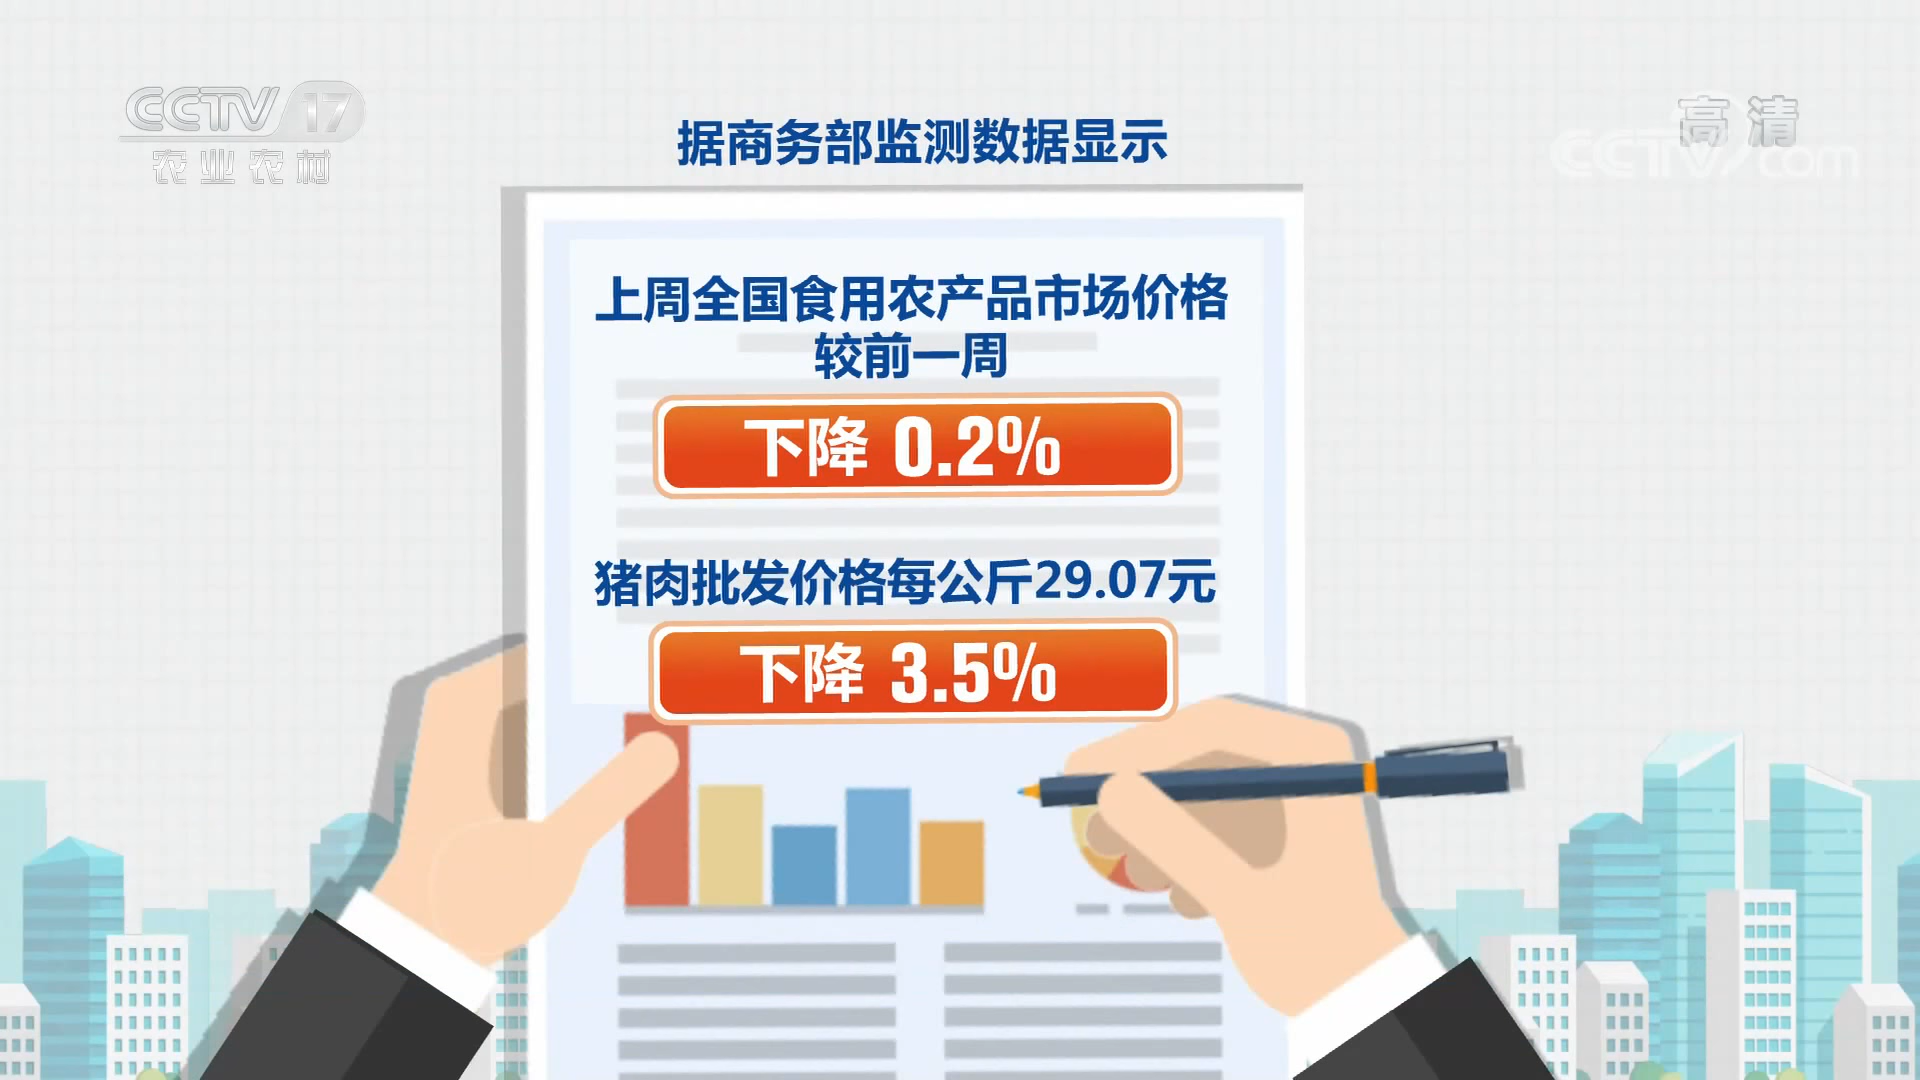 CCTV 17
农业农村
高清
CCTV.com
据商务部监测数据显示
上周全国食用农产品市场价格
较前一周
下降 0.2%
猪肉批发价格每公斤29.07元
下降 3.5%